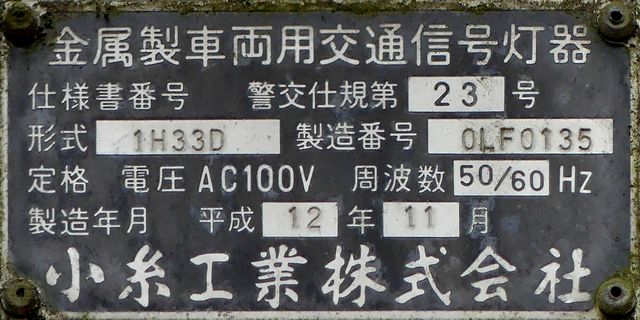 金属製車両用交通信号灯器
仕様書番号 警交仕規第 23 号
形式 1H33D 製造番号 0LF0135
定格 電圧 AC100V 周波数 50/60 Hz
製造年月 平成 12 年 11 月
小糸工業株式会社